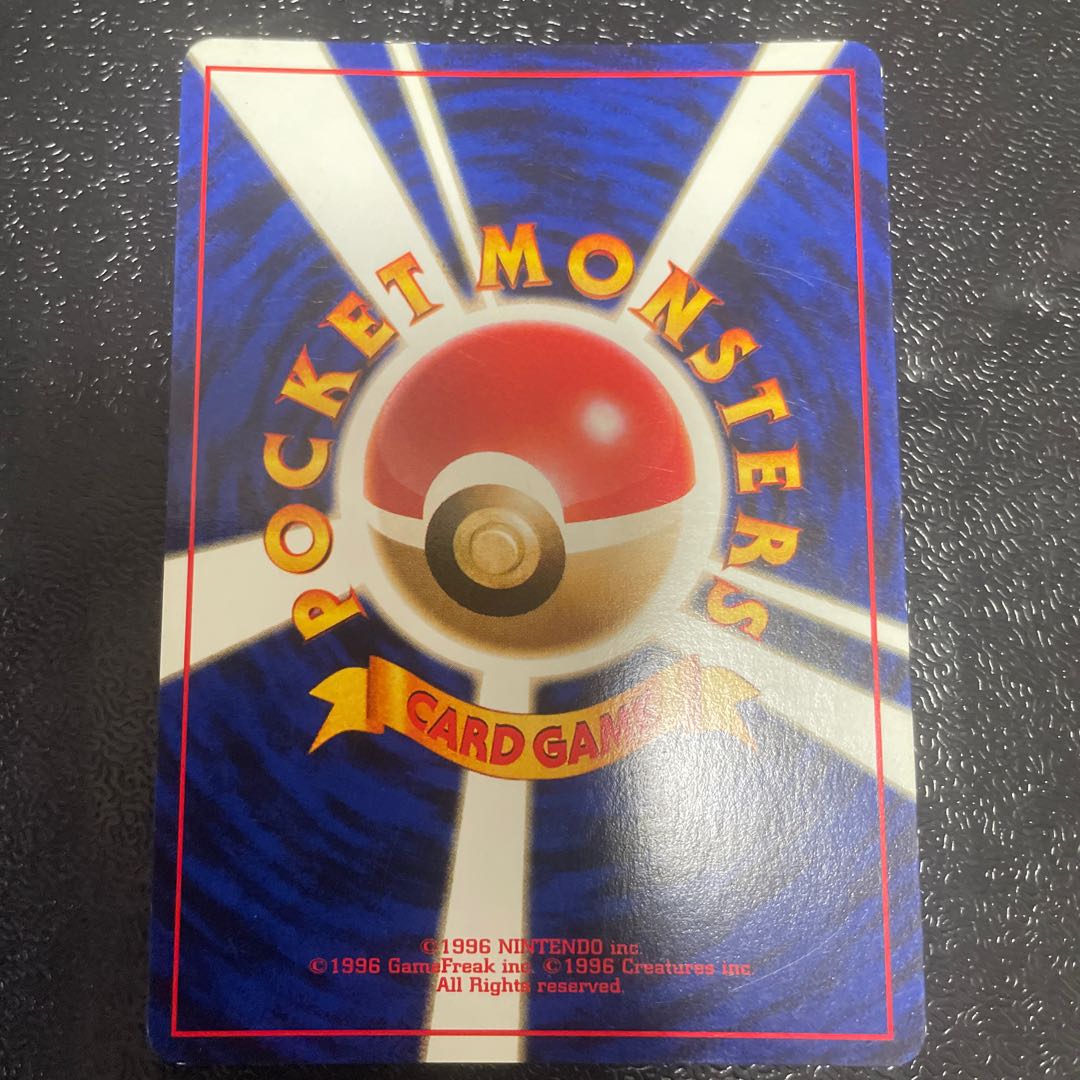 POCKET MONSTERS
CARD GAME
©1996 NINTENDO inc.
©1996 GameFreak inc. ©1996 Creatures inc.
All Rights reserved.